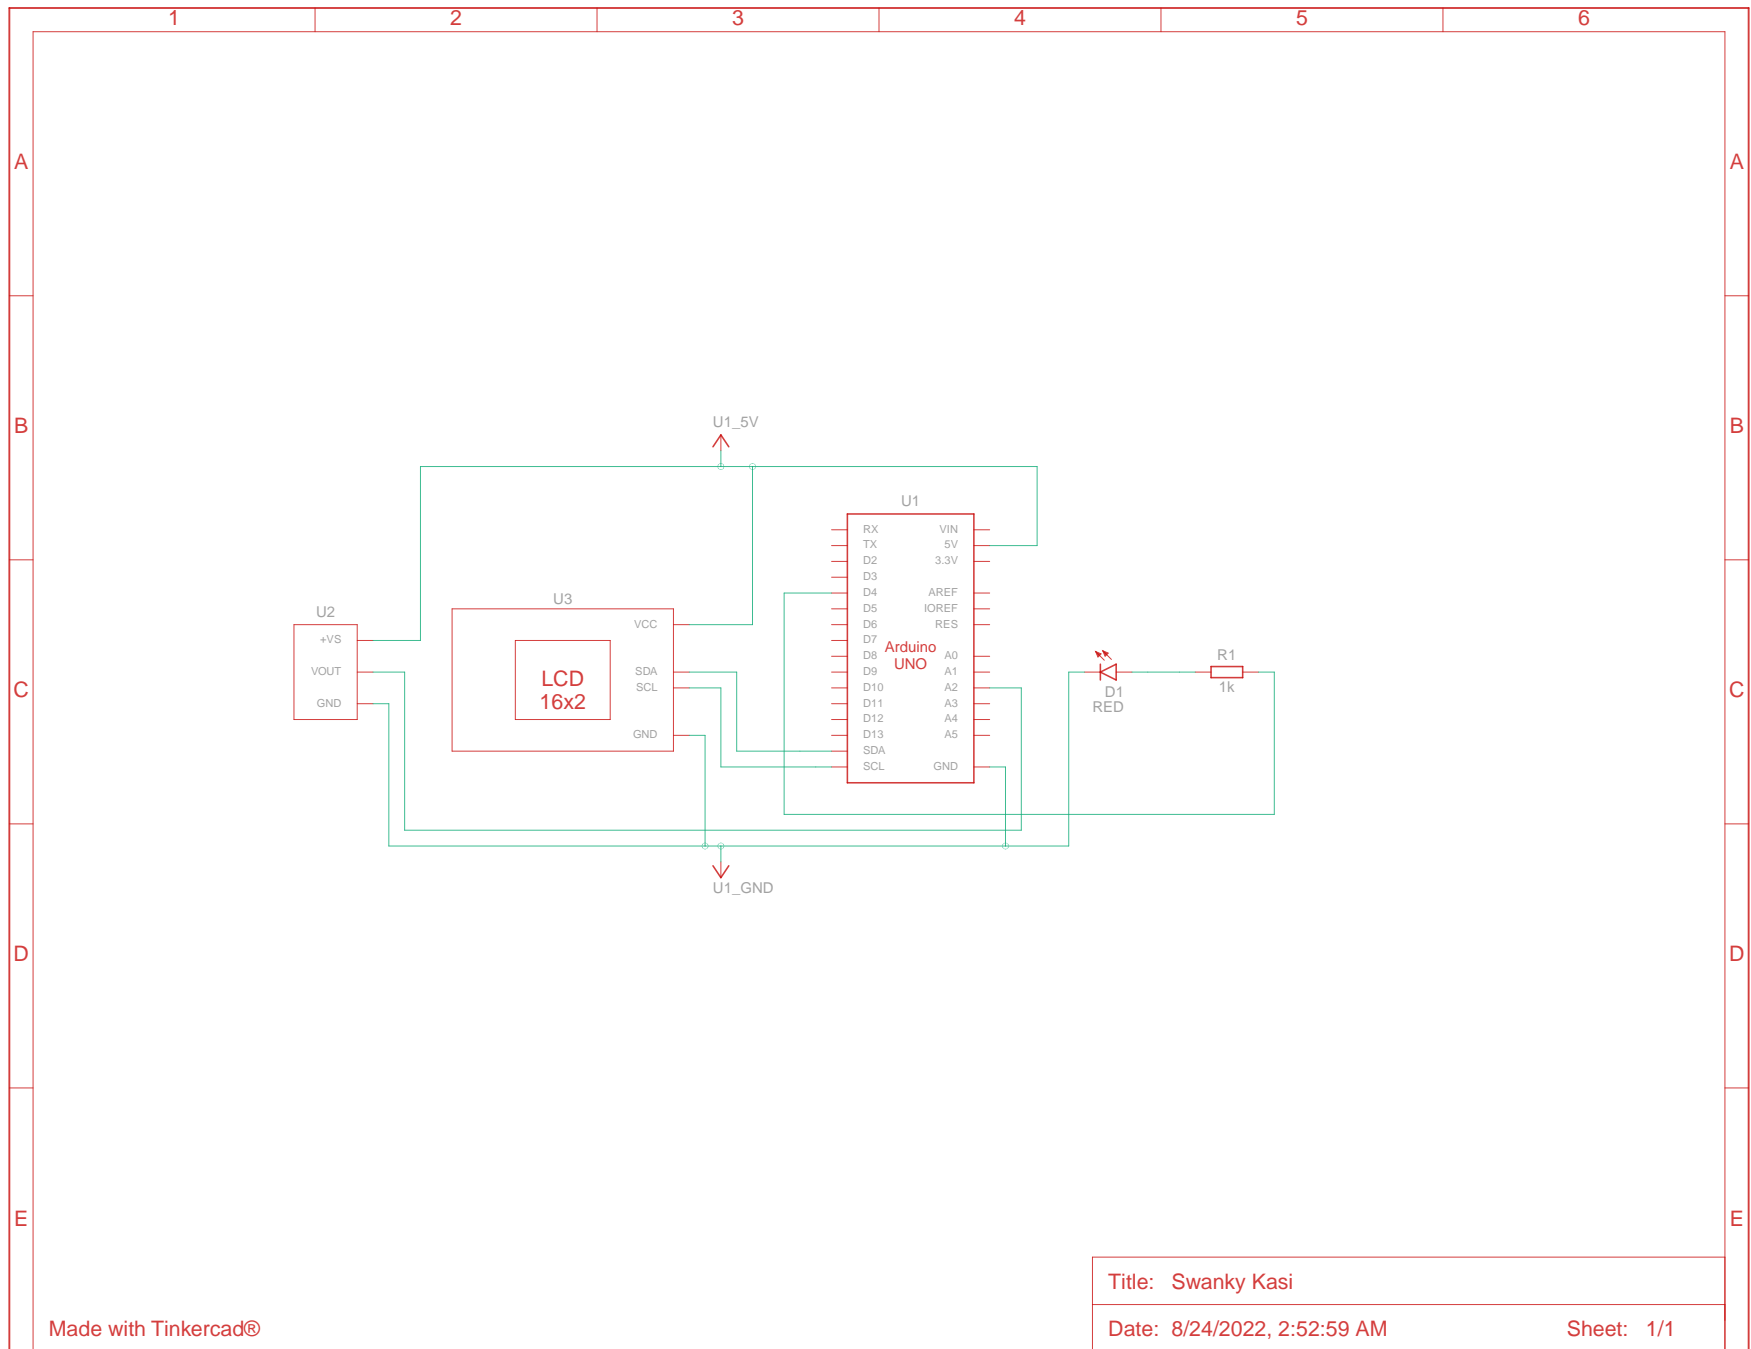 1 2 3 4 5 6
A A
B B
C C
D D
E E
U1_5V
U1
RX VIN
TX 5V
D2 3.3V
D3
D4 AREF
D5 IOREF
D6 RES
D7
D8 A0
D9 A1
D10 A2
D11 A3
D12 A4
D13 A5
SDA
SCL GND
Arduino
UNO
U2
+VS
VOUT
GND
U3
VCC
SDA
SCL
GND
LCD
16x2
D1
RED
R1
1k
U1_GND
Title: Swanky Kasi
Made with Tinkercad®
Date: 8/24/2022, 2:52:59 AM Sheet: 1/1